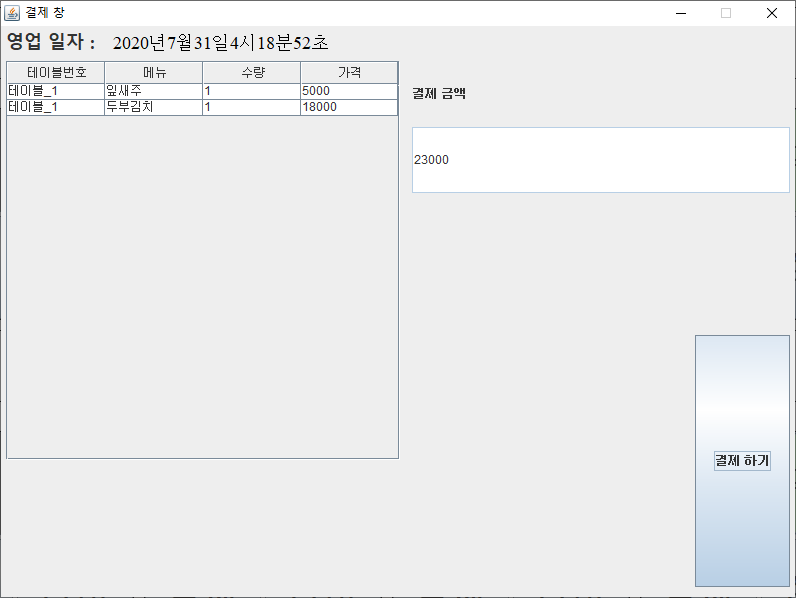 결제 창
영업 일자 : 2020년7월31일4시18분52초
테이블번호 메뉴 수량 가격
테이블_1 잎새주 1 5000
테이블_1 두부김치 1 18000
결제 금액
23000
결제 하기